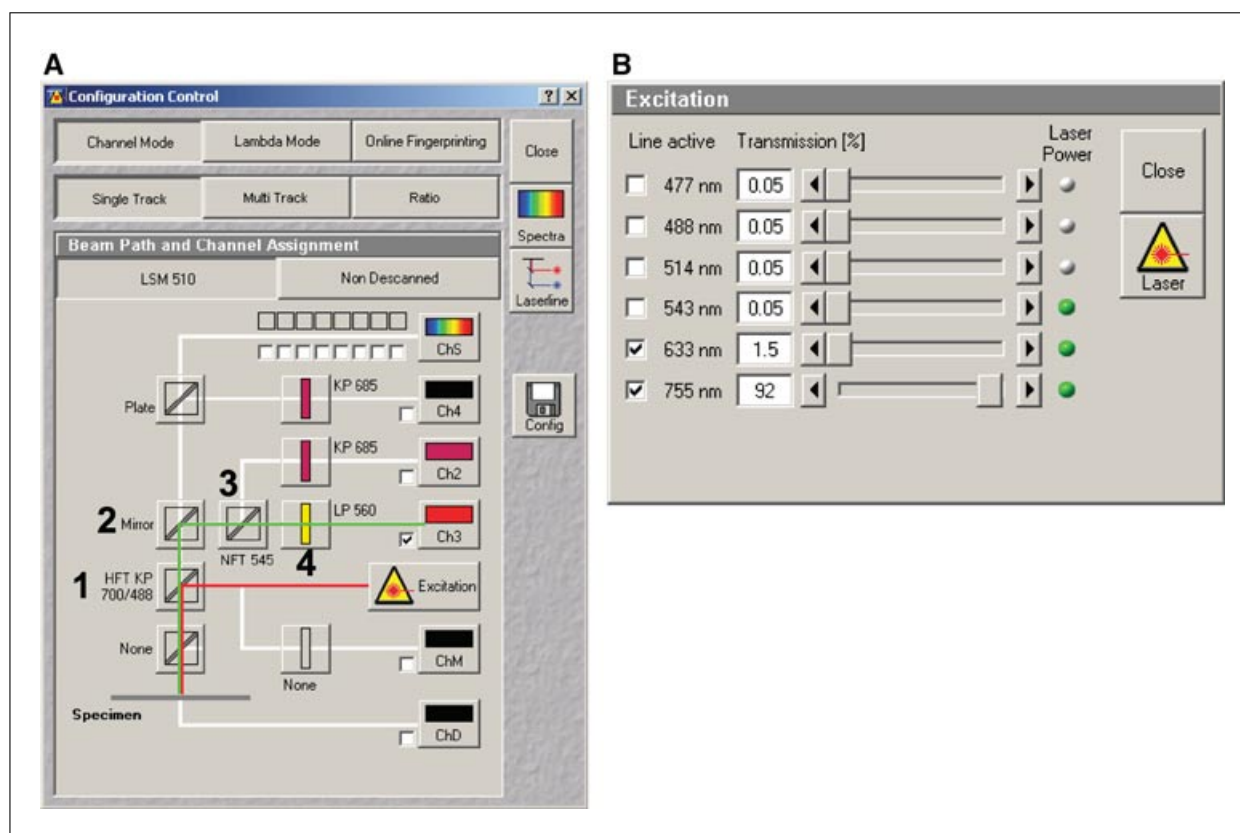 A
Configuration Control
Channel Mode Lambda Mode Online Fingerprinting
Close
Single Track Multi Track Ratio
Spectra
Beam Path and Channel Assignment
LSM 510 Non Descanned
Laserline
ChS
KP 685
Plate
Ch4
Config
KP 685
3
Ch2
2 Mirror
LP 560
Ch3
NFT 545
4
1 HFT KP
700/488
Excitation
None
ChM
None
Specimen
ChD
B
Excitation
Line active Transmission [%] Laser
Power
477 nm 0.05
Close
488 nm 0.05
514 nm 0.05
Laser
543 nm 0.05
633 nm 1.5
755 nm 92